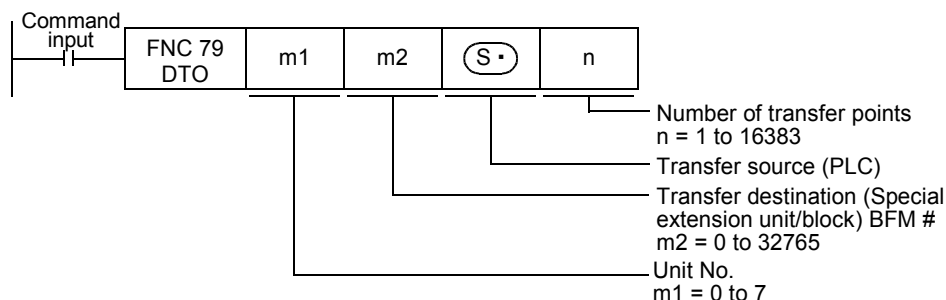 Command
input
FNC 79
DTO
m1
m2
S •
n
Number of transfer points
n = 1 to 16383
Transfer source (PLC)
Transfer destination (Special
extension unit/block) BFM #
m2 = 0 to 32765
Unit No.
m1 = 0 to 7